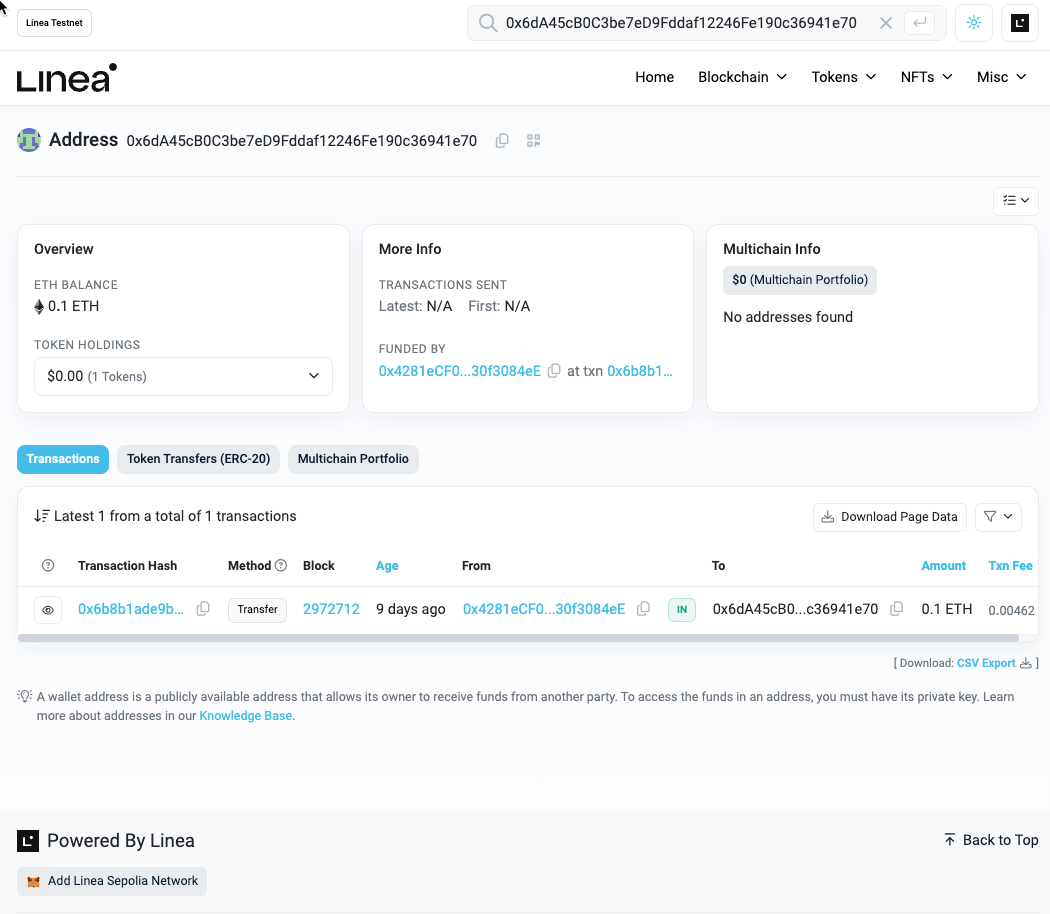 Linea Testnet
0x6dA45cB0C3be7eD9Fddaf12246Fe190c36941e70
Linea
Home Blockchain Tokens NFTs Misc
Address 0x6dA45cB0C3be7eD9Fddaf12246Fe190c36941e70
Overview
ETH BALANCE
0.1 ETH
TOKEN HOLDINGS
$0.00 (1 Tokens)
More Info
TRANSACTIONS SENT
Latest: N/A First: N/A
FUNDED BY
0x4281eCF0...30f3084eE at txn 0x6b8b1...
Multichain Info
$0 (Multichain Portfolio)
No addresses found
Transactions Token Transfers (ERC-20) Multichain Portfolio
Latest 1 from a total of 1 transactions
Download Page Data
Transaction Hash Method Block Age From To Amount Txn Fee
0x6b8b1ade9b... Transfer 2972712 9 days ago 0x4281eCF0...30f3084eE IN 0x6dA45cB0...c36941e70 0.1 ETH 0.00462
[ Download: CSV Export ]
A wallet address is a publicly available address that allows its owner to receive funds from another party. To access the funds in an address, you must have its private key. Learn
more about addresses in our Knowledge Base.
Powered By Linea
Back to Top
Add Linea Sepolia Network